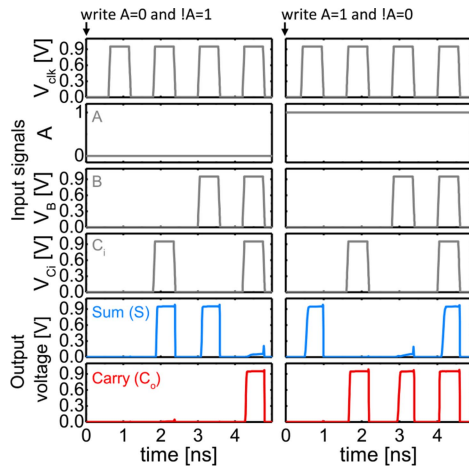 write A=0 and !A=1 write A=1 and !A=0
V_clk [V]
0.9
0.6
0.3
0.0
Input signals
A
1
0
A
V_B [V]
0.9
0.6
0.3
0.0
B
V_Ci [V]
0.9
0.6
0.3
0.0
C_i
Output voltage [V]
0.9
0.6
0.3
0.0
Sum (S)
0.9
0.6
0.3
0.0
Carry (C_o)
0 1 2 3 4 0 1 2 3 4
time [ns] time [ns]